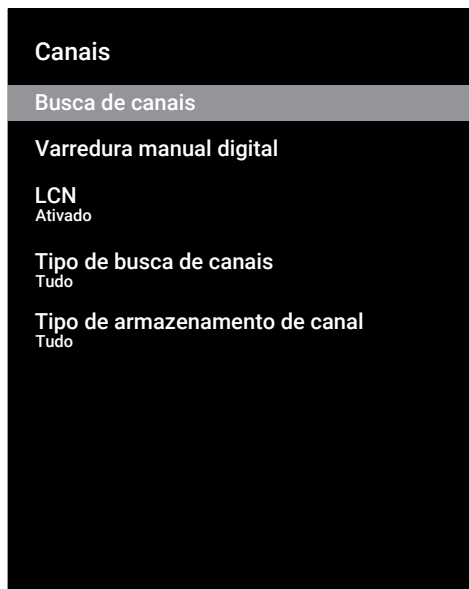 Canais
Busca de canais
Varredura manual digital
LCN
Ativado
Tipo de busca de canais
Tudo
Tipo de armazenamento de canal
Tudo